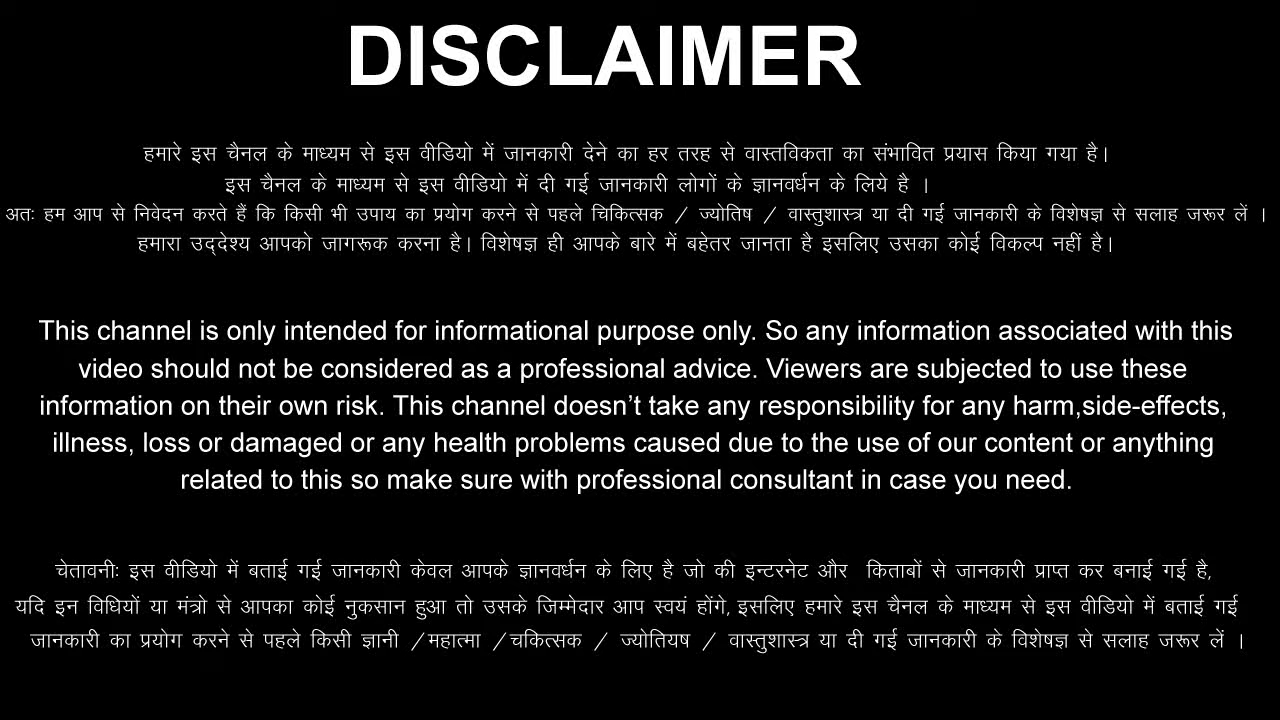 DISCLAIMER
हमारे इस चैनल के माध्यम से इस वीडियो में जानकारी देने का हर तरह से वास्तविकता का संभावित प्रयास किया गया है।
इस चैनल के माध्यम से इस वीडियो में दी गई जानकारी लोगों के ज्ञानवर्धन के लिये है ।
अतः हम आप से निवेदन करते हैं कि किसी भी उपाय का प्रयोग करने से पहले चिकित्सक / ज्योतिष / वास्तुशास्त्र या दी गई जानकारी के विशेषज्ञ से सलाह जरूर लें ।
हमारा उद्देश्य आपको जागरूक करना है। विशेषज्ञ ही आपके बारे में बहेतर जानता है इसलिए उसका कोई विकल्प नहीं है।
This channel is only intended for informational purpose only. So any information associated with this
video should not be considered as a professional advice. Viewers are subjected to use these
information on their own risk. This channel doesn’t take any responsibility for any harm,side-effects,
illness, loss or damaged or any health problems caused due to the use of our content or anything
related to this so make sure with professional consultant in case you need.
चेतावनीः इस वीडियो में बताई गई जानकारी केवल आपके ज्ञानवर्धन के लिए है जो की इन्टरनेट और किताबों से जानकारी प्राप्त कर बनाई गई है,
यदि इन विधियों या मंत्रो से आपका कोई नुकसान हुआ तो उसके जिम्मेदार आप स्वयं होंगे, इसलिए हमारे इस चैनल के माध्यम से इस वीडियो में बताई गई
जानकारी का प्रयोग करने से पहले किसी ज्ञानी /महात्मा /चकित्सक / ज्योतियष / वास्तुशास्त्र या दी गई जानकारी के विशेषज्ञ से सलाह जरूर लें ।